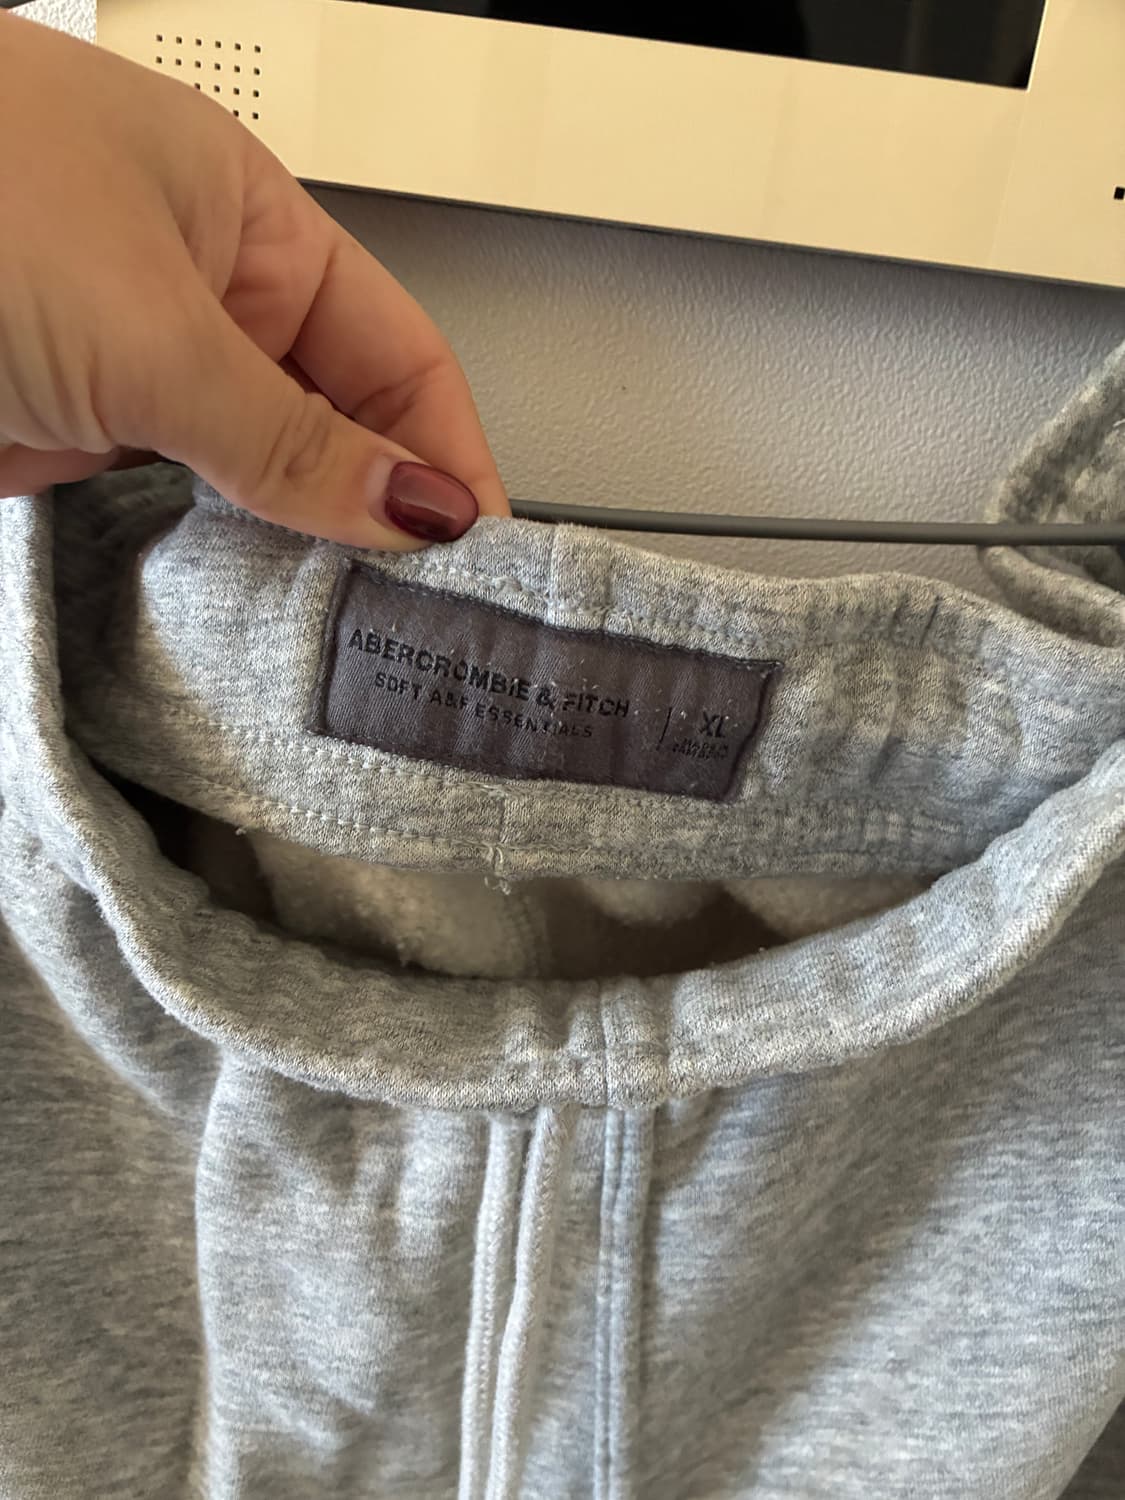 ABERCROMBIE & FITCH
SOFT A&F ESSENTIALS
XL